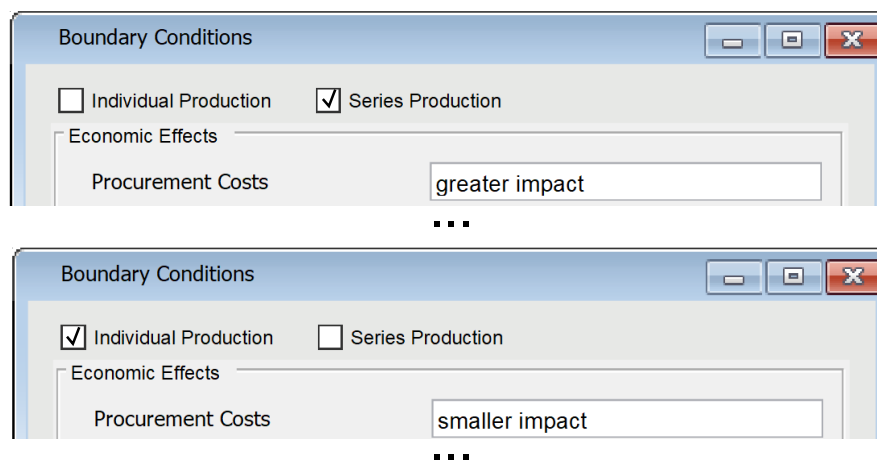 Boundary Conditions
Individual Production Series Production
Economic Effects
Procurement Costs greater impact
...
Boundary Conditions
Individual Production Series Production
Economic Effects
Procurement Costs smaller impact
...